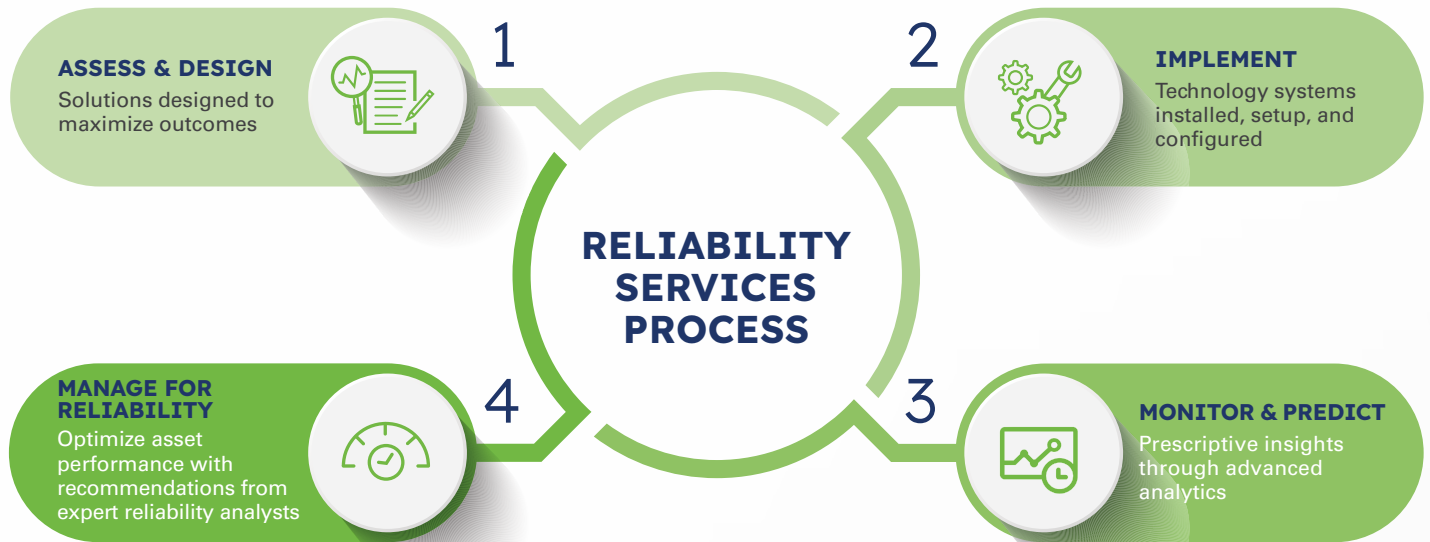 1
ASSESS & DESIGN
Solutions designed to
maximize outcomes
2
IMPLEMENT
Technology systems
installed, setup, and
configured
RELIABILITY
SERVICES
PROCESS
3
MONITOR & PREDICT
Prescriptive insights
through advanced
analytics
4
MANAGE FOR
RELIABILITY
Optimize asset
performance with
recommendations from
expert reliability analysts